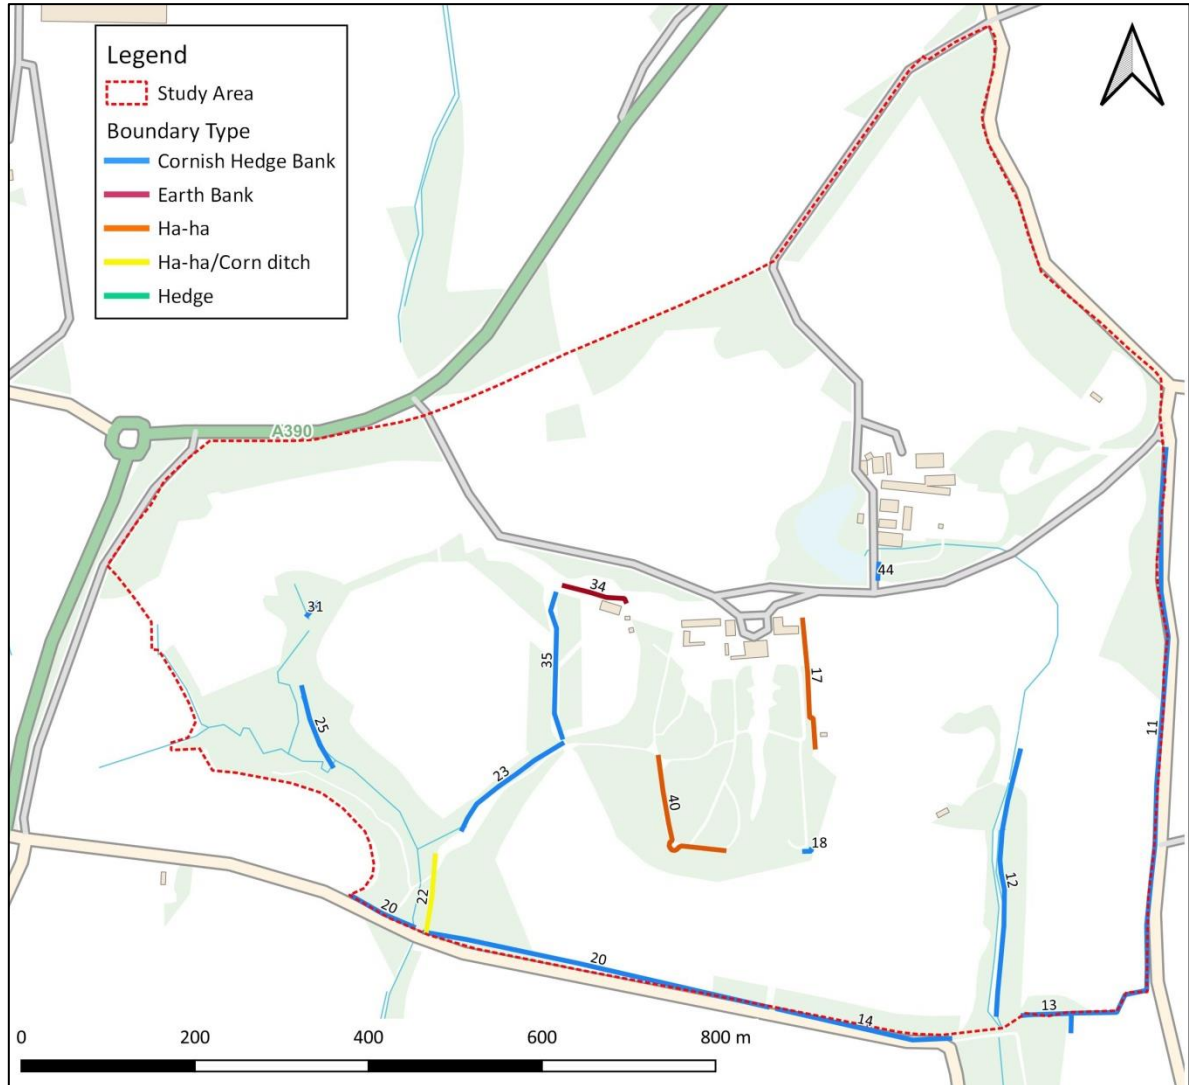 Legend
Study Area
Boundary Type
Cornish Hedge Bank
Earth Bank
Ha-ha
Ha-ha/Corn ditch
Hedge
A390
44
34
31
35
17
25
11
23
40
18
12
22
20
20
13
14
0 200 400 600 800 m